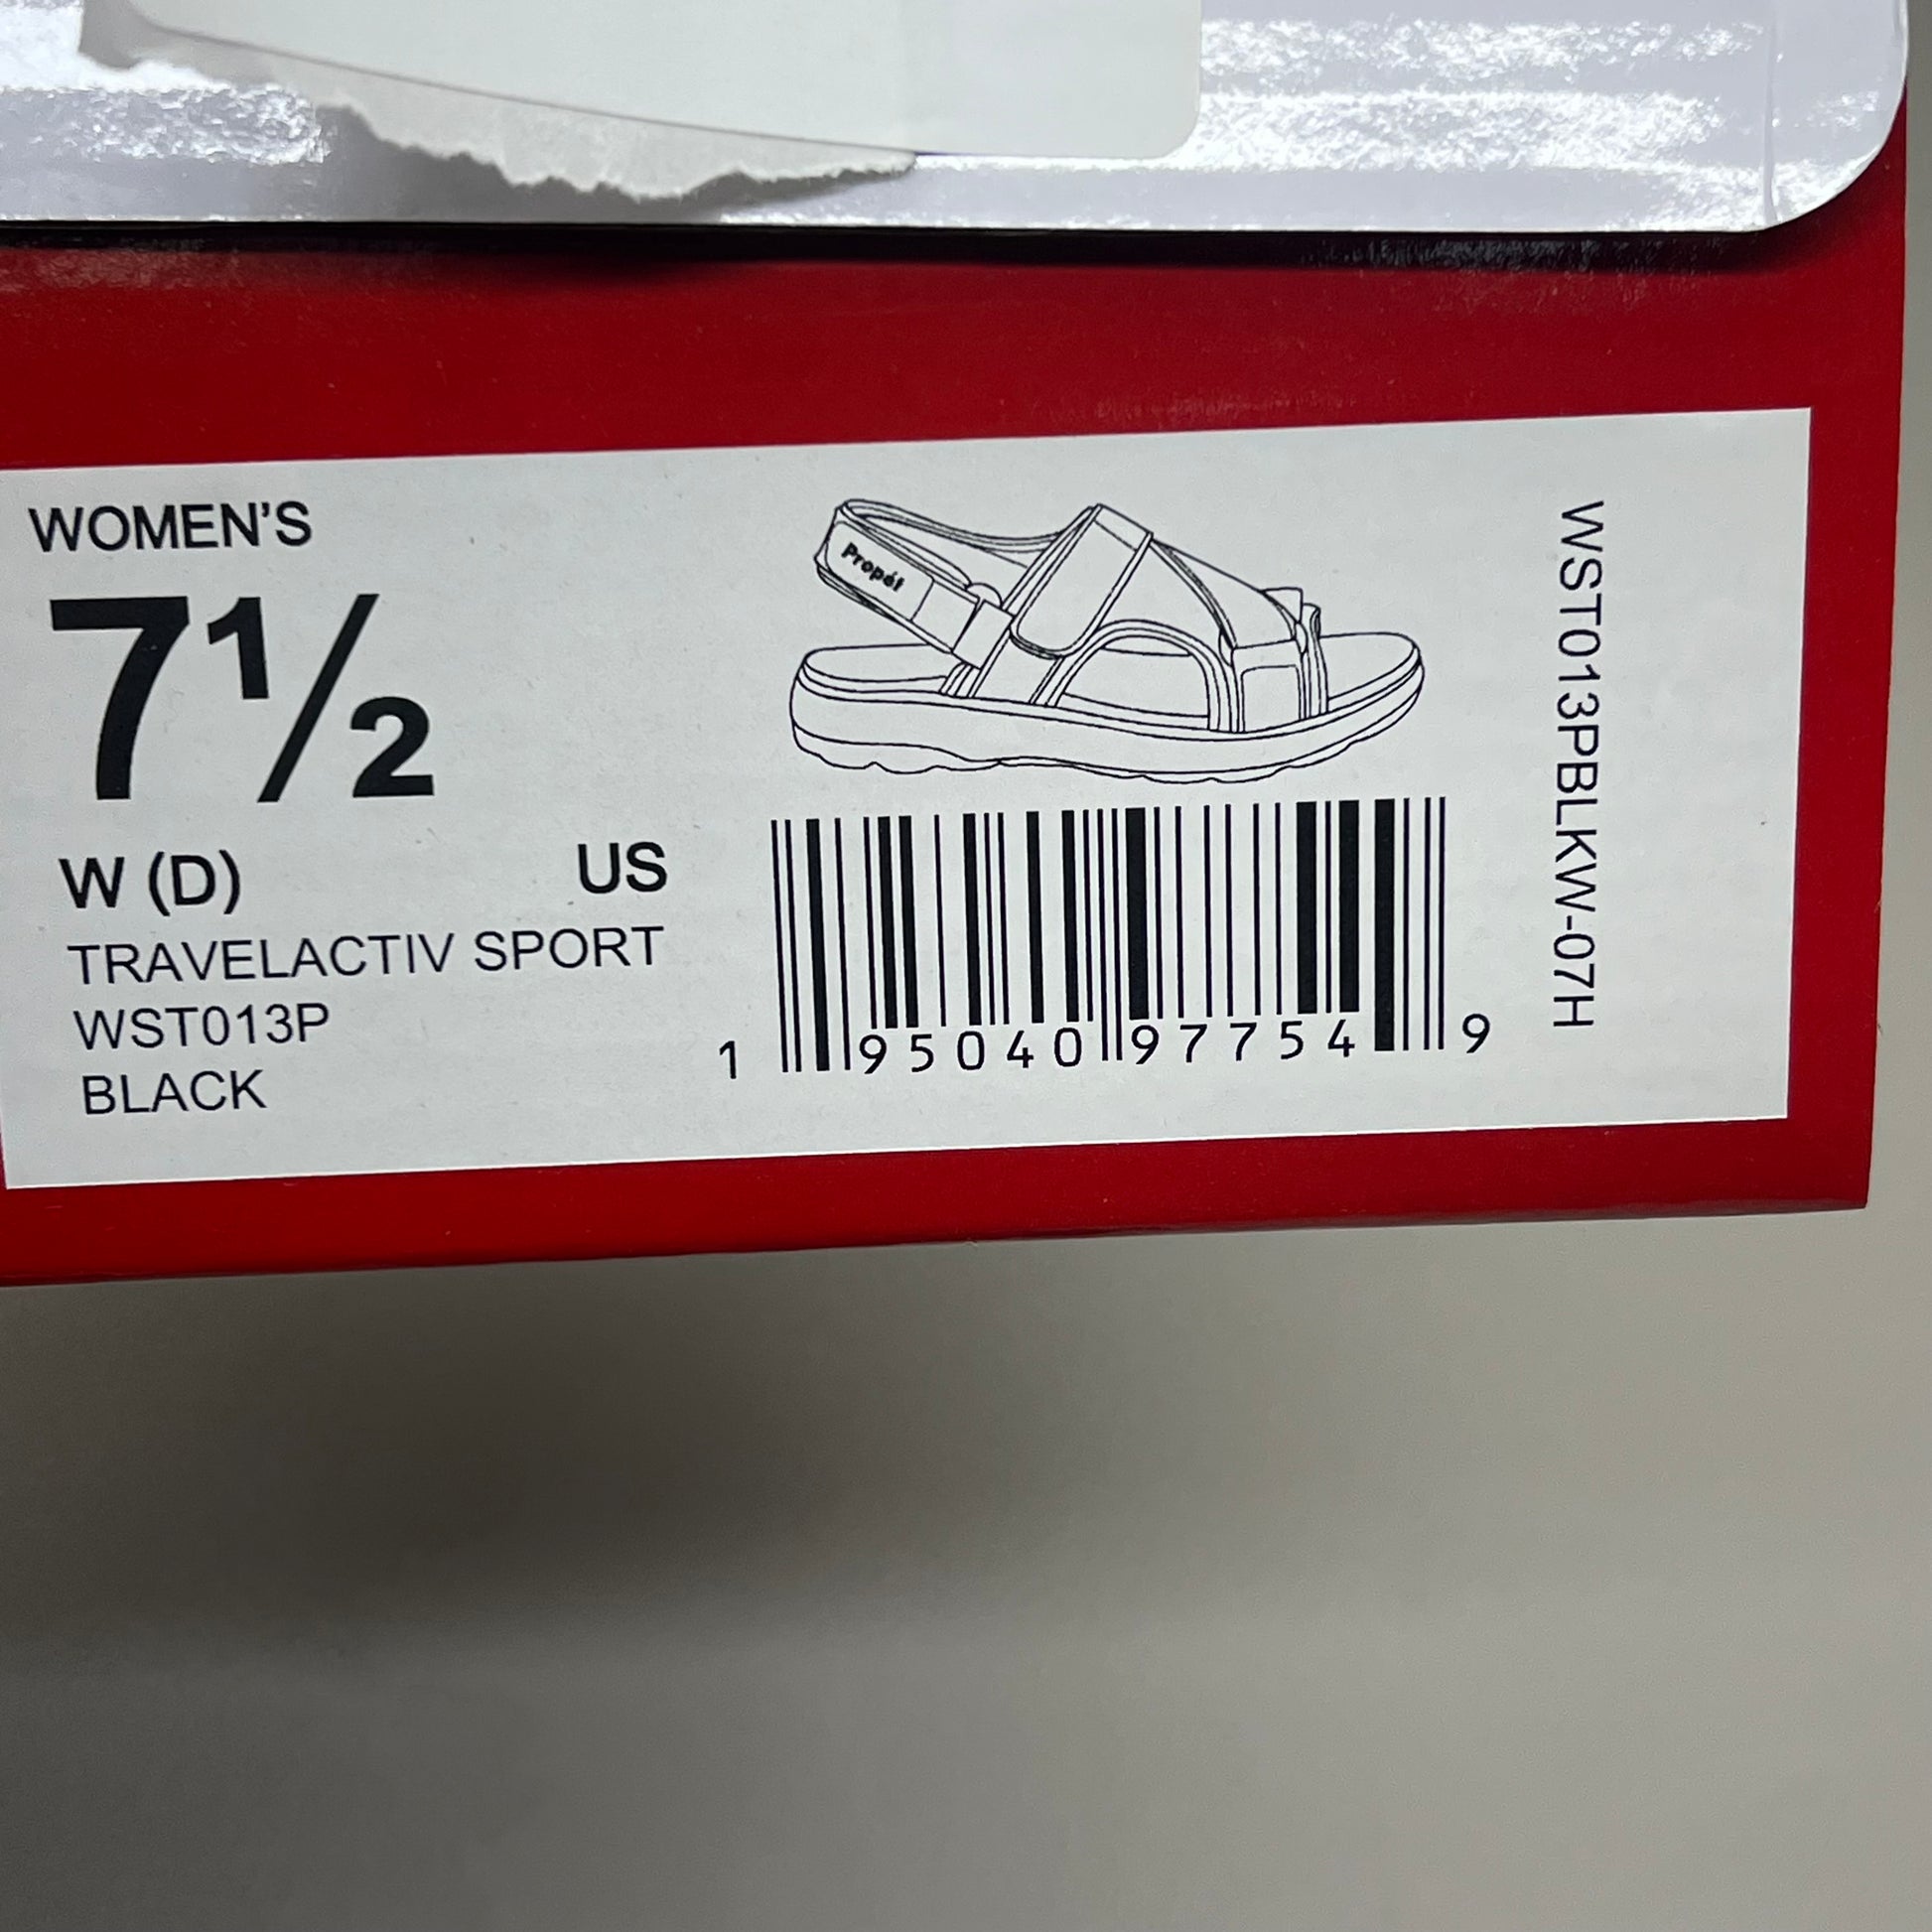 WOMEN'S
7½
W (D) US
TRAVELACTIV SPORT
WST013P
BLACK
Propét
1 95040 97754 9
WST013PBLKW-07H